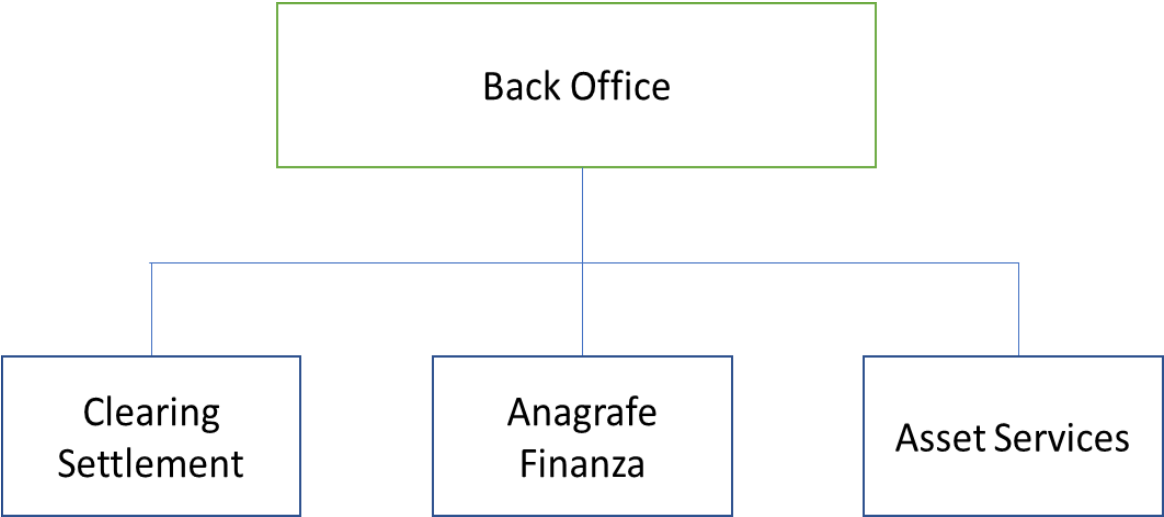 Back Office
Clearing
Settlement
Anagrafe
Finanza
Asset Services